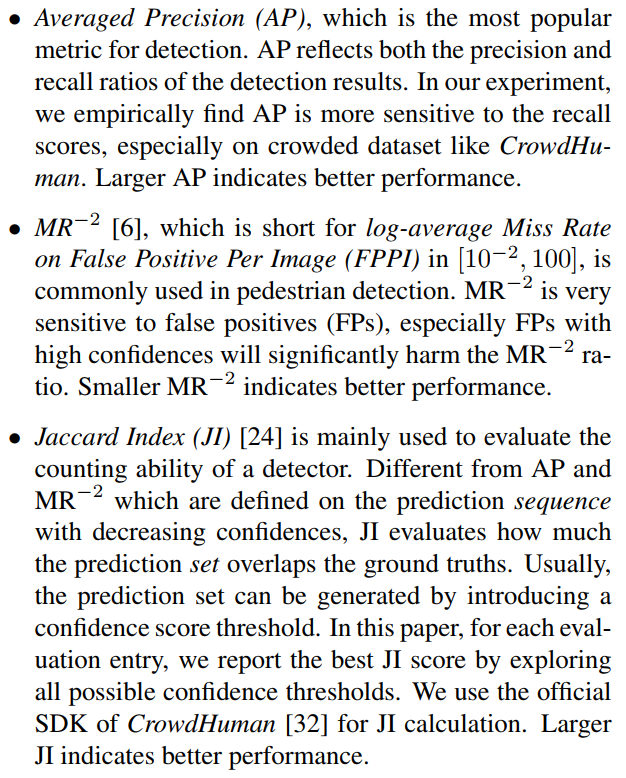 • Averaged Precision (AP), which is the most popular
metric for detection. AP reflects both the precision and
recall ratios of the detection results. In our experiment,
we empirically find AP is more sensitive to the recall
scores, especially on crowded dataset like CrowdHu-
man. Larger AP indicates better performance.
• MR⁻² [6], which is short for log-average Miss Rate
on False Positive Per Image (FPPI) in [10⁻², 100], is
commonly used in pedestrian detection. MR⁻² is very
sensitive to false positives (FPs), especially FPs with
high confidences will significantly harm the MR⁻² ra-
tio. Smaller MR⁻² indicates better performance.
• Jaccard Index (JI) [24] is mainly used to evaluate the
counting ability of a detector. Different from AP and
MR⁻² which are defined on the prediction sequence
with decreasing confidences, JI evaluates how much
the prediction set overlaps the ground truths. Usually,
the prediction set can be generated by introducing a
confidence score threshold. In this paper, for each eval-
uation entry, we report the best JI score by exploring
all possible confidence thresholds. We use the official
SDK of CrowdHuman [32] for JI calculation. Larger
JI indicates better performance.